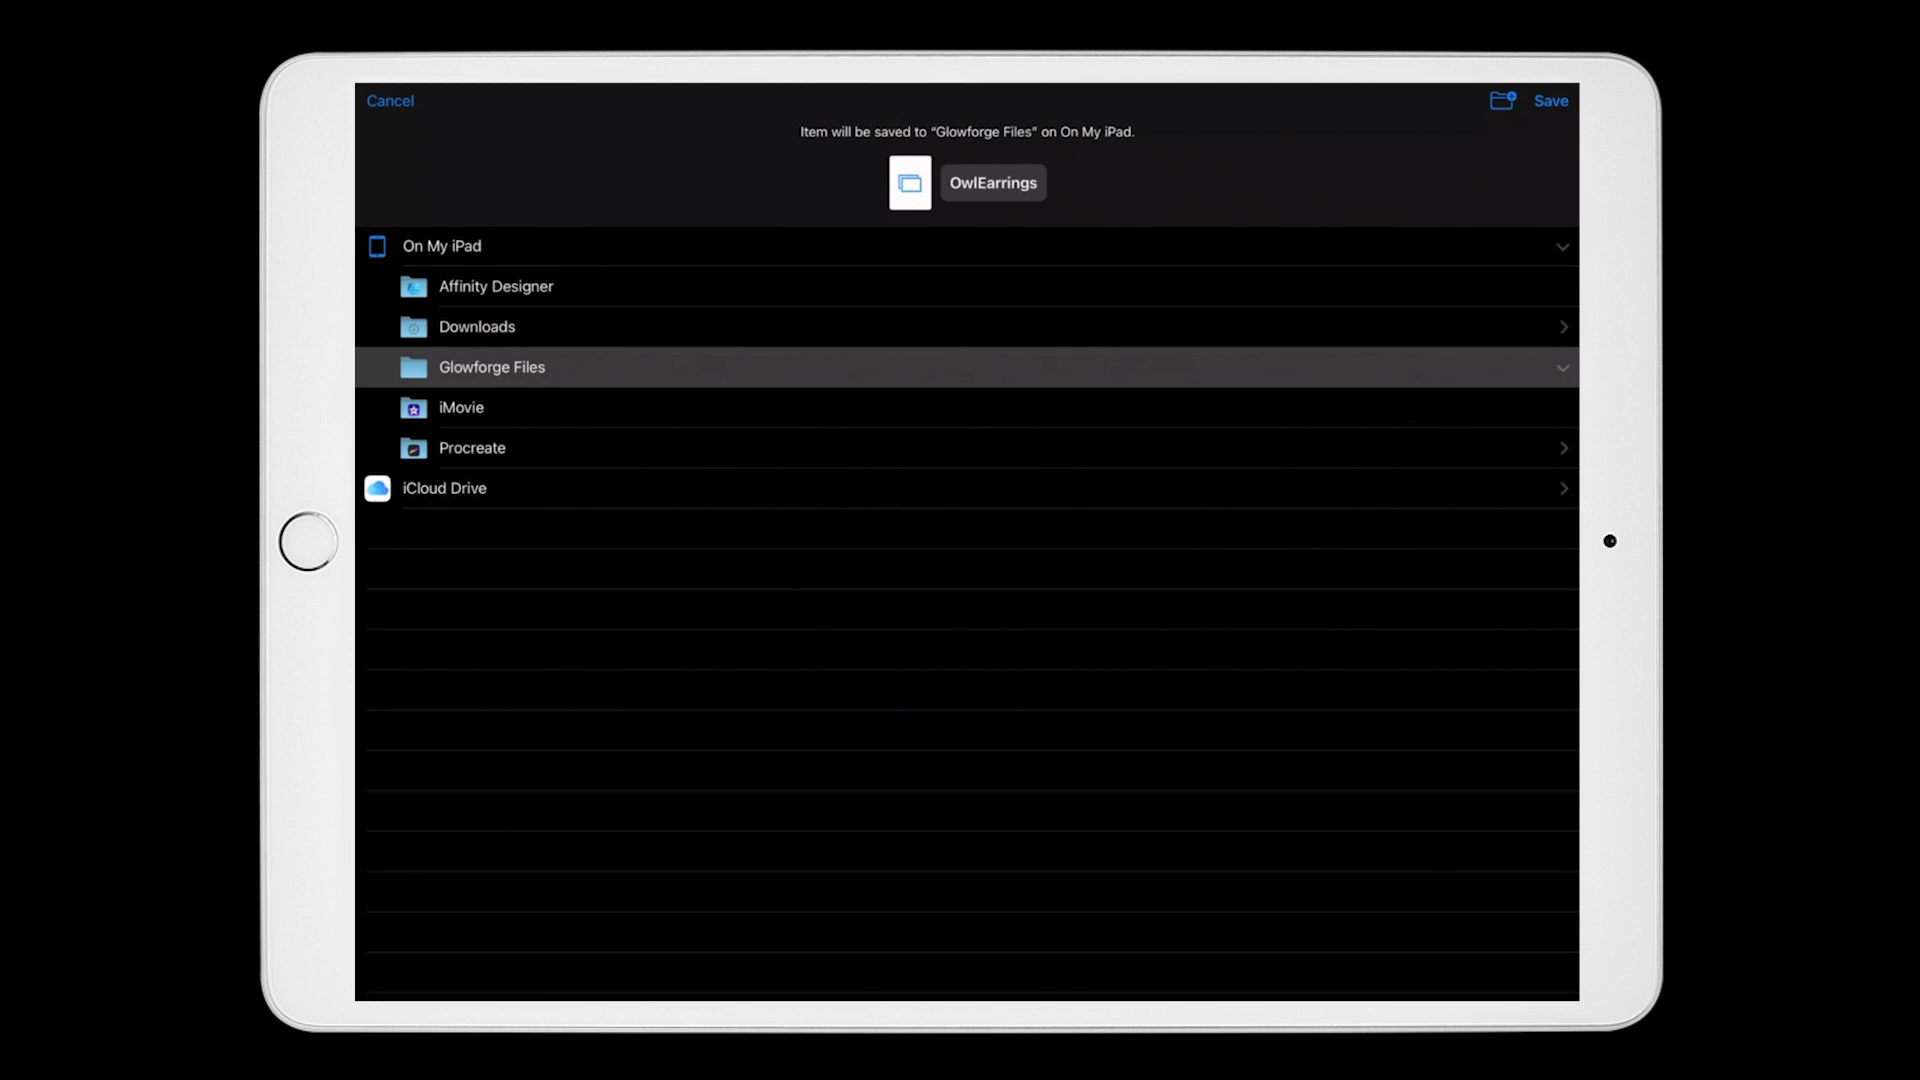 Cancel
Save
Item will be saved to “Glowforge Files” on On My iPad.
OwlEarrings
On My iPad
Affinity Designer
Downloads
Glowforge Files
iMovie
Procreate
iCloud Drive